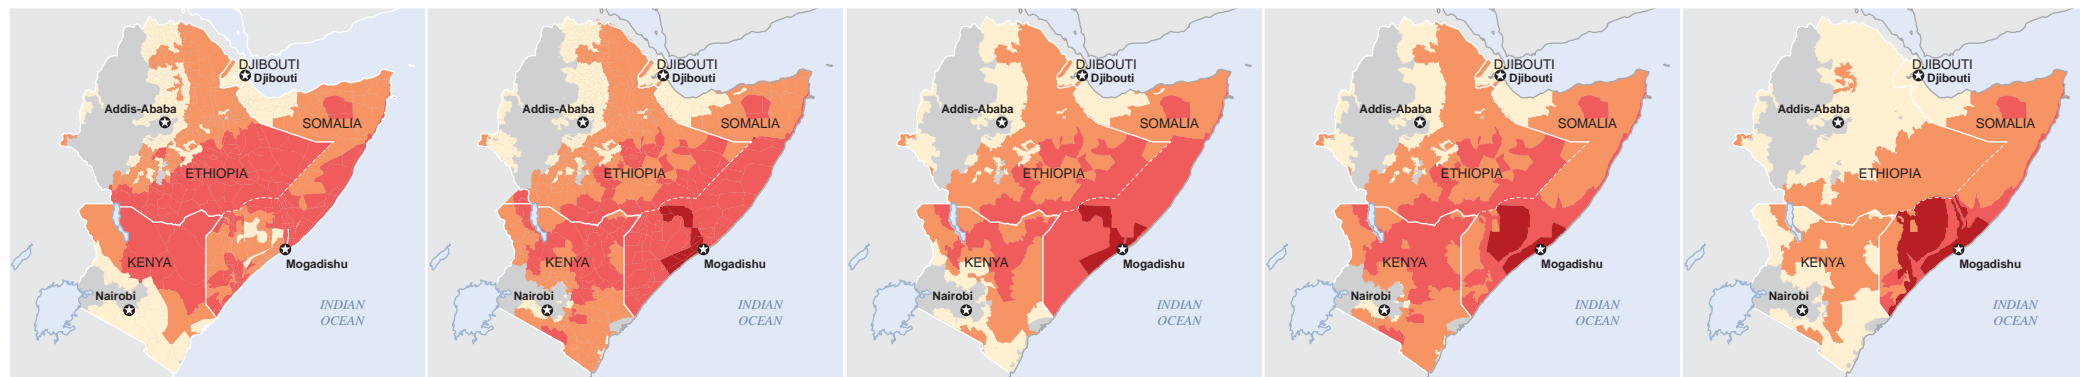 DJIBOUTI
Djibouti
Addis-Ababa
SOMALIA
ETHIOPIA
KENYA
Mogadishu
Nairobi
INDIAN
OCEAN
DJIBOUTI
Djibouti
Addis-Ababa
SOMALIA
ETHIOPIA
KENYA
Mogadishu
Nairobi
INDIAN
OCEAN
DJIBOUTI
Djibouti
Addis-Ababa
SOMALIA
ETHIOPIA
KENYA
Mogadishu
Nairobi
INDIAN
OCEAN
DJIBOUTI
Djibouti
Addis-Ababa
SOMALIA
ETHIOPIA
KENYA
Mogadishu
Nairobi
INDIAN
OCEAN
DJIBOUTI
Djibouti
Addis-Ababa
SOMALIA
ETHIOPIA
KENYA
Mogadishu
Nairobi
INDIAN
OCEAN